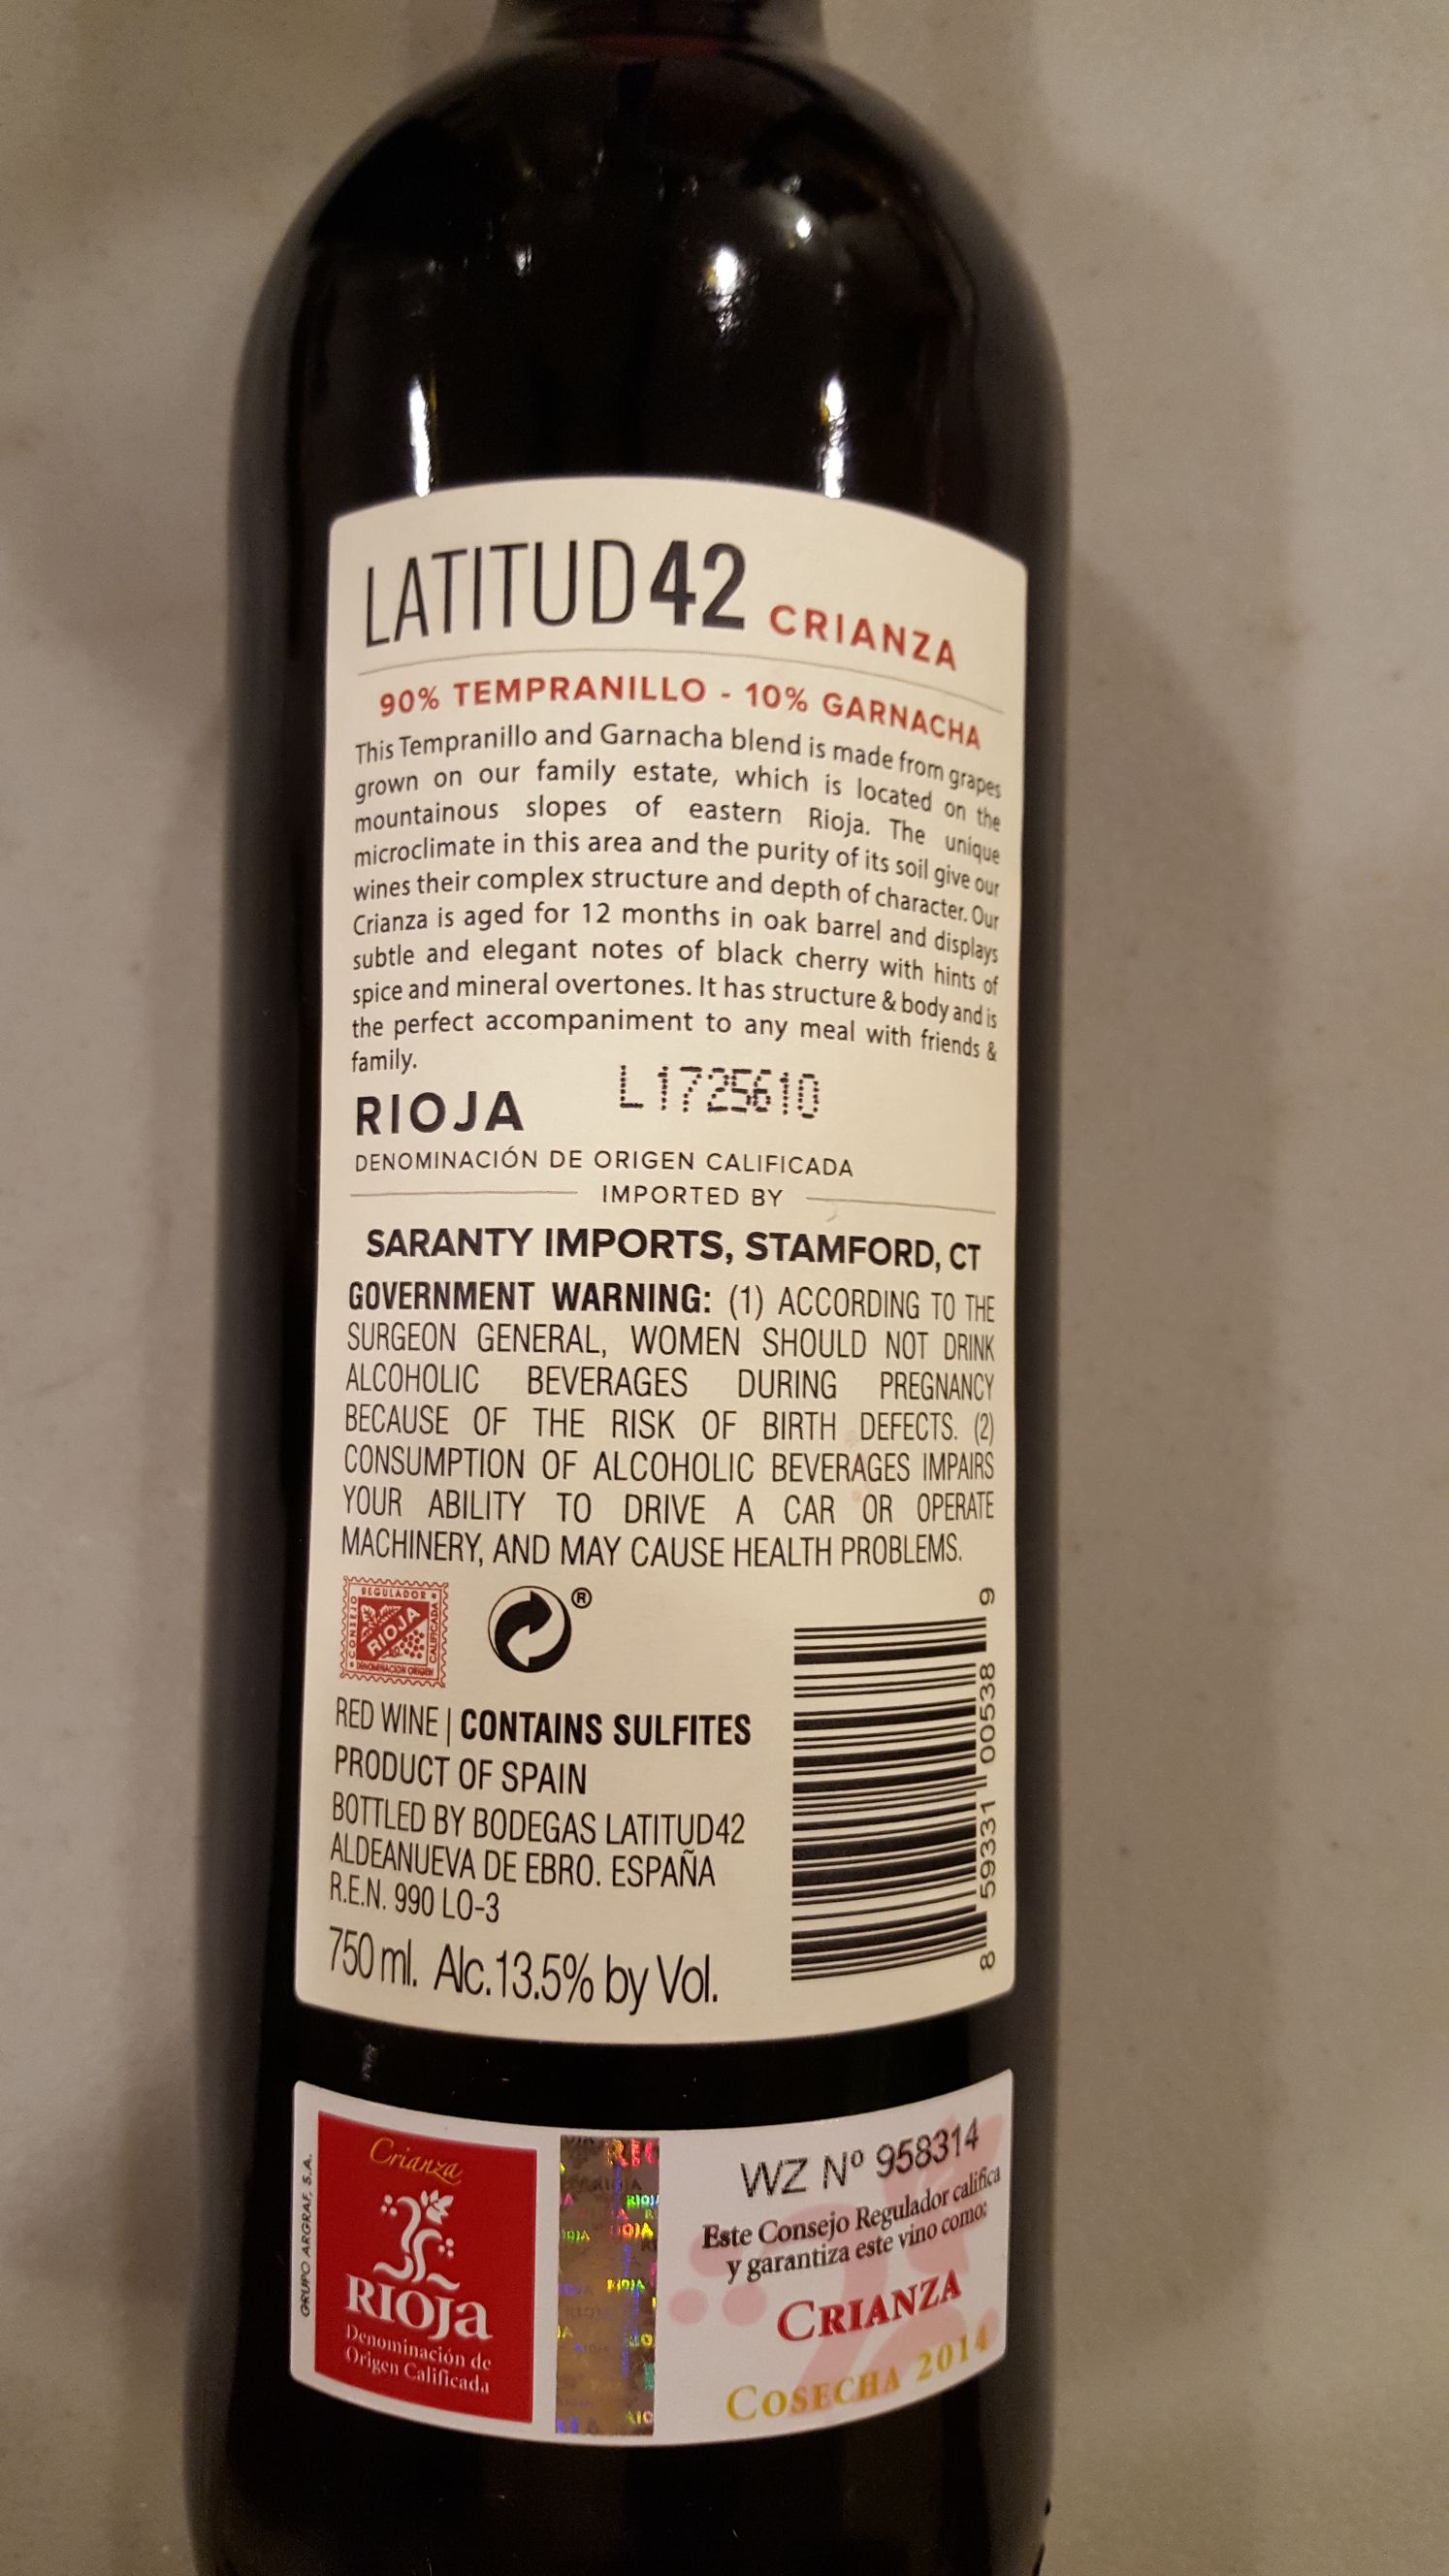 LATITUD42 CRIANZA
90% TEMPRANILLO - 10% GARNACHA
This Tempranillo and Garnacha blend is made from grapes
grown on our family estate, which is located on the
mountainous slopes of eastern Rioja. The unique
microclimate in this area and the purity of its soil give our
wines their complex structure and depth of character. Our
Crianza is aged for 12 months in oak barrel and displays
subtle and elegant notes of black cherry with hints of
spice and mineral overtones. It has structure & body and is
the perfect accompaniment to any meal with friends &
family.
L1725610
RIOJA
DENOMINACIÓN DE ORIGEN CALIFICADA
IMPORTED BY
SARANTY IMPORTS, STAMFORD, CT
GOVERNMENT WARNING: (1) ACCORDING TO THE
SURGEON GENERAL, WOMEN SHOULD NOT DRINK
ALCOHOLIC BEVERAGES DURING PREGNANCY
BECAUSE OF THE RISK OF BIRTH DEFECTS. (2)
CONSUMPTION OF ALCOHOLIC BEVERAGES IMPAIRS
YOUR ABILITY TO DRIVE A CAR OR OPERATE
MACHINERY, AND MAY CAUSE HEALTH PROBLEMS.
CONSEJO REGULADOR
RIOJA
DENOMINACION ORIGEN CALIFICADA
®
RED WINE | CONTAINS SULFITES
PRODUCT OF SPAIN
BOTTLED BY BODEGAS LATITUD42
ALDEANUEVA DE EBRO. ESPAÑA
R.E.N. 990 LO-3
750 ml. Alc.13.5% by Vol.
8 59331 00538 9
GRUPO ARGRAF, S.A.
Crianza
RIOJa
Denominación de
Origen Calificada
RIOJA
WZ Nº 958314
Este Consejo Regulador califica
y garantiza este vino como:
CRIANZA
COSECHA 2014